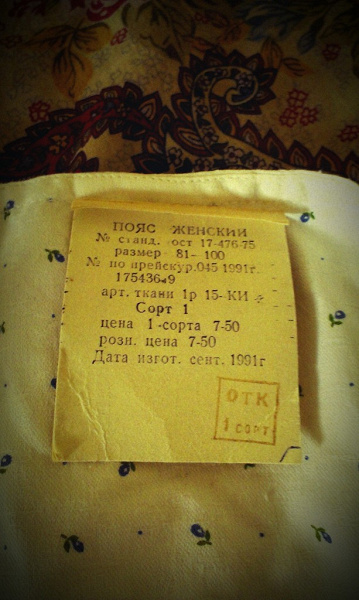 ПОЯС ЖЕНСКИЙ
№ станд. ост 17-476-75
размер 81- 100
№ по прейскур.045 1991г.
арт. ткани 1р 15-КИ
Сорт 1
цена 1-сорта 7-50
розн. цена 7-50
Дата изгот. сент. 1991г
ОТК
1 СОРТ